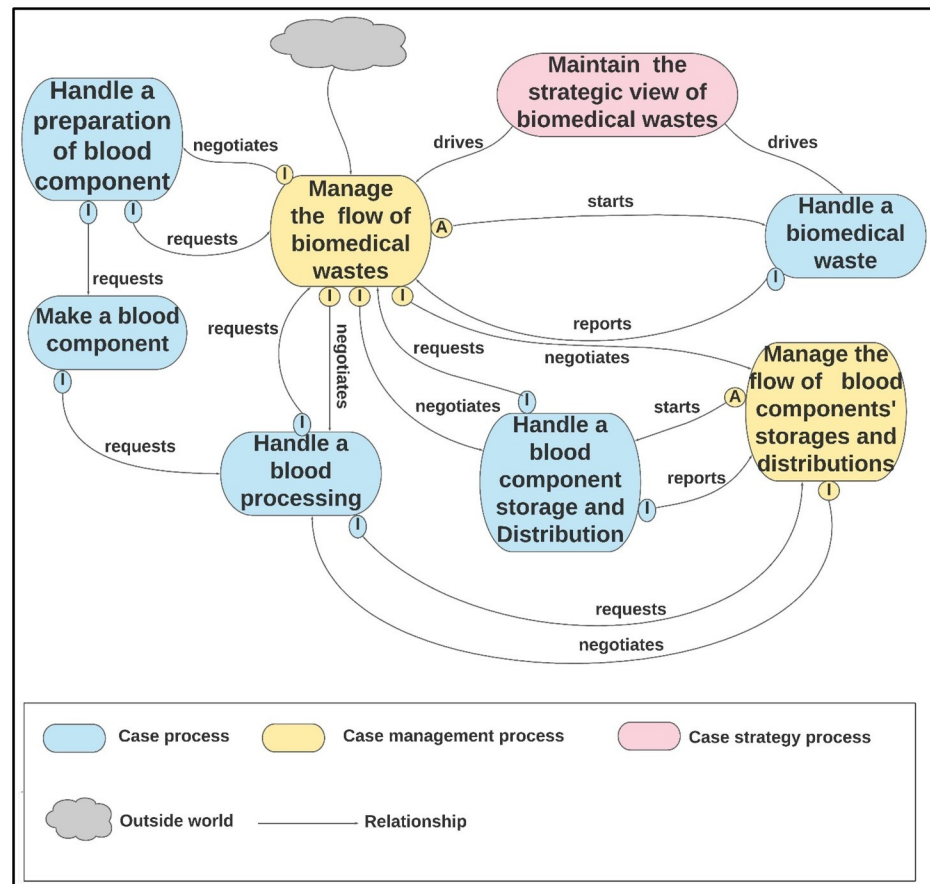 Handle a
preparation
of blood
component
negotiates
I
Maintain the
strategic view of
biomedical wastes
drives
drives
Manage
the flow of
biomedical
wastes
A
starts
Handle a
biomedical
waste
I
I
I
requests
requests
reports
Make a blood
component
I
I
I
I
requests
negotiates
requests
negotiates
negotiates
Manage the
flow of blood
components'
storages and
distributions
A
I
starts
I
Handle a
blood
component
storage and
Distribution
I
reports
requests
I
Handle a
blood
processing
I
requests
negotiates
Case process
Case management process
Case strategy process
Outside world
Relationship